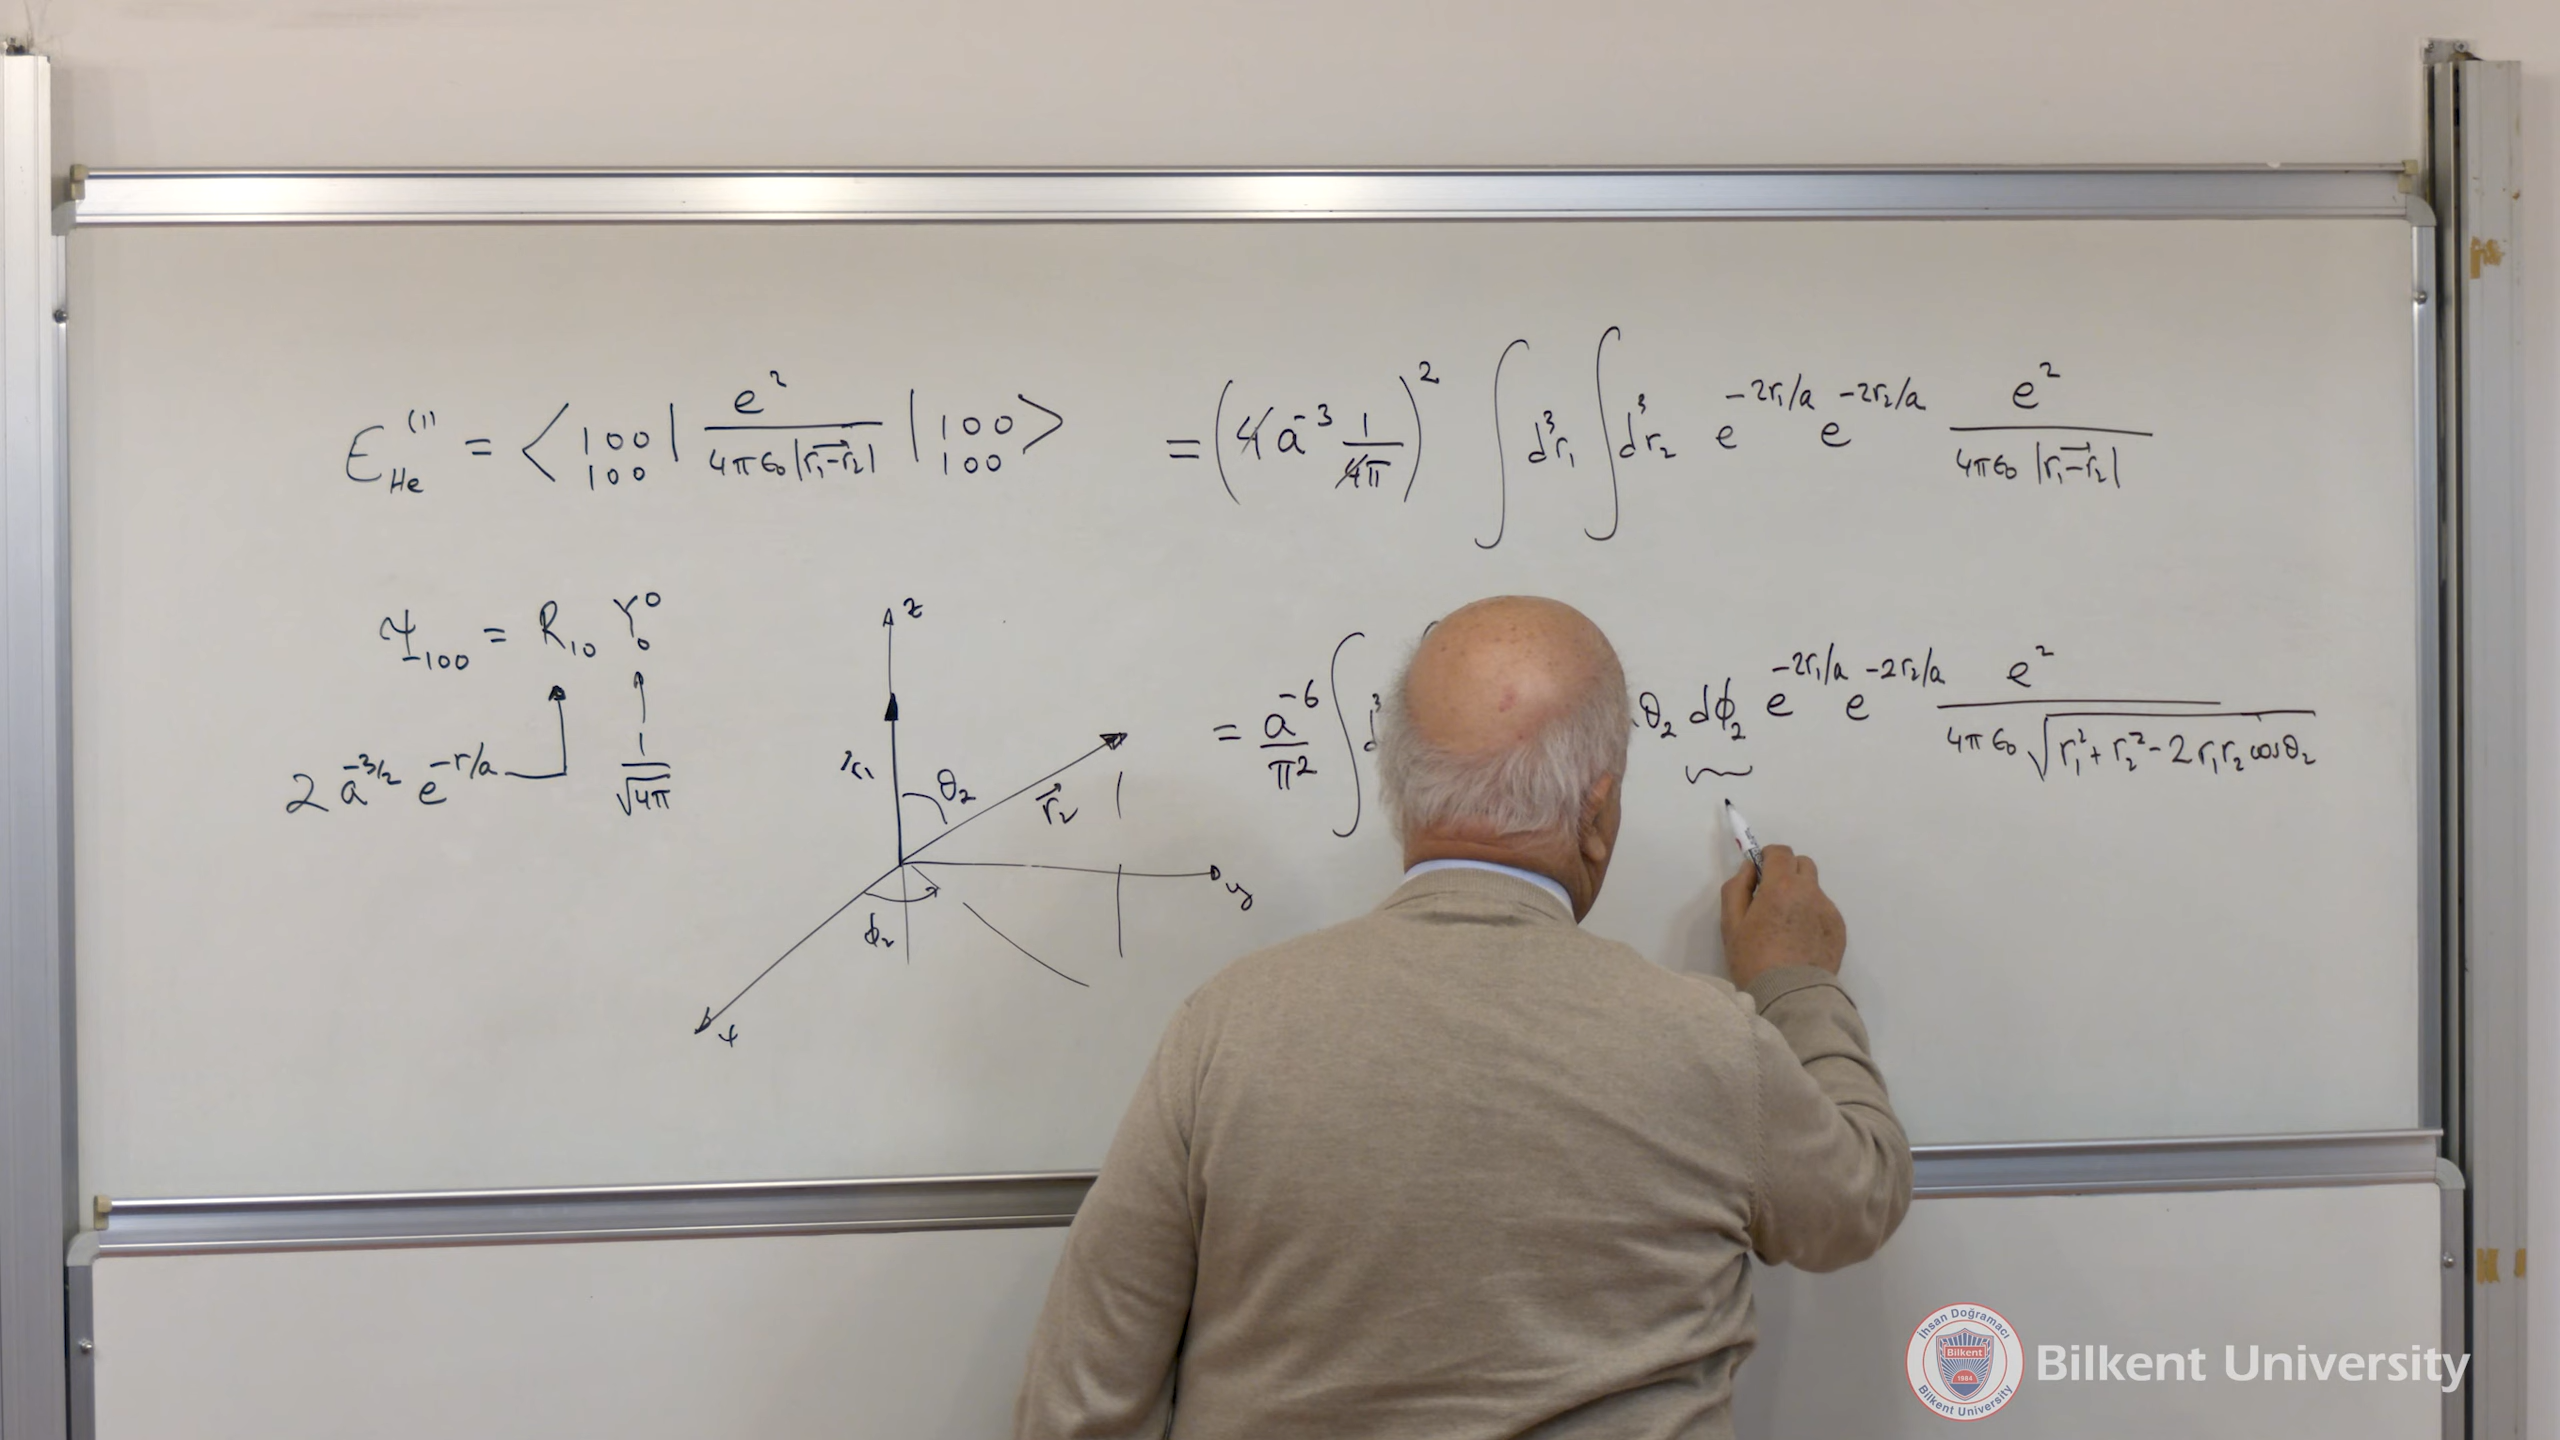 E_He^(1) = ⟨ 100 100 | e² / 4πϵ₀|r₁-r₂| | 100 100 ⟩ = (4 a⁻³ 1/4π)² ∫ d³r₁ ∫ d³r₂ e^(-2r₁/a) e^(-2r₂/a) e² / 4πϵ₀ |r₁-r₂|
ψ₁₀₀ = R₁₀ Y₀⁰
2 a^(-3/2) e^(-r/a)
1/√4π
z
r₁
θ₂
r₂
y
ϕ₂
x
= a⁻⁶/π² ∫ d³ θ₂ dϕ₂ e^(-2r₁/a) e^(-2r₂/a) e² / 4πϵ₀ √(r₁² + r₂² - 2r₁r₂ cosθ₂)
İhsan Doğramacı
Bilkent
1984
Bilkent University
Bilkent University